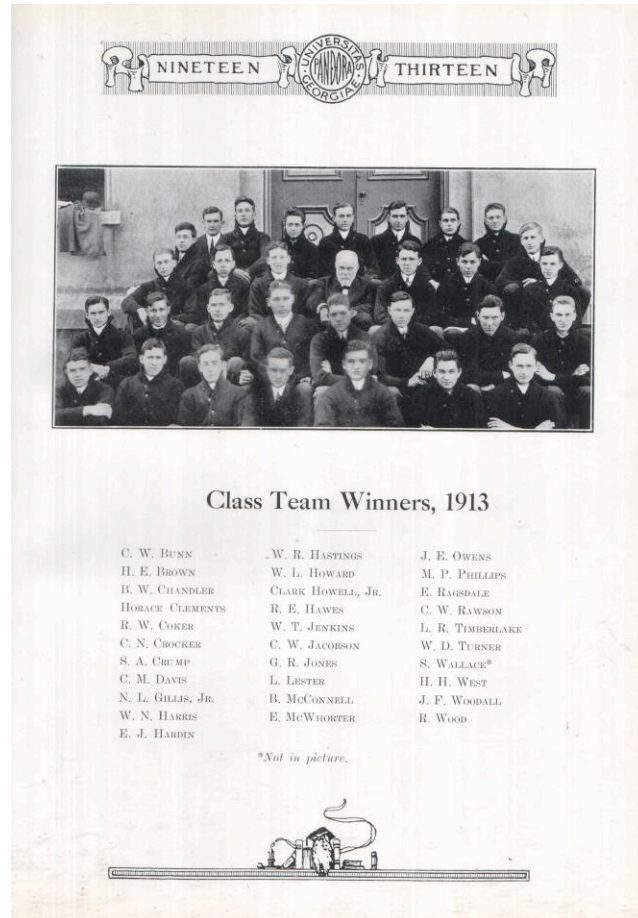 NINETEEN
UNIVERSITAS
PANDORA
GEORGIAE
THIRTEEN
Class Team Winners, 1913
C. W. Bunn
H. E. Brown
B. W. Chandler
Horace Clements
R. W. Coker
C. N. Crocker
S. A. Crump
C. M. Davis
N. L. Gillis, Jr.
W. N. Harris
E. J. Hardin
W. R. Hastings
W. L. Howard
Clark Howell, Jr.
R. E. Hawes
W. T. Jenkins
C. W. Jacobson
G. R. Jones
L. Lester
B. McConnell
E. McWhorter
J. E. Owens
M. P. Phillips
E. Ragsdale
C. W. Rawson
L. R. Timberlake
W. D. Turner
S. Wallace*
H. H. West
J. F. Woodall
R. Wood
*Not in picture.